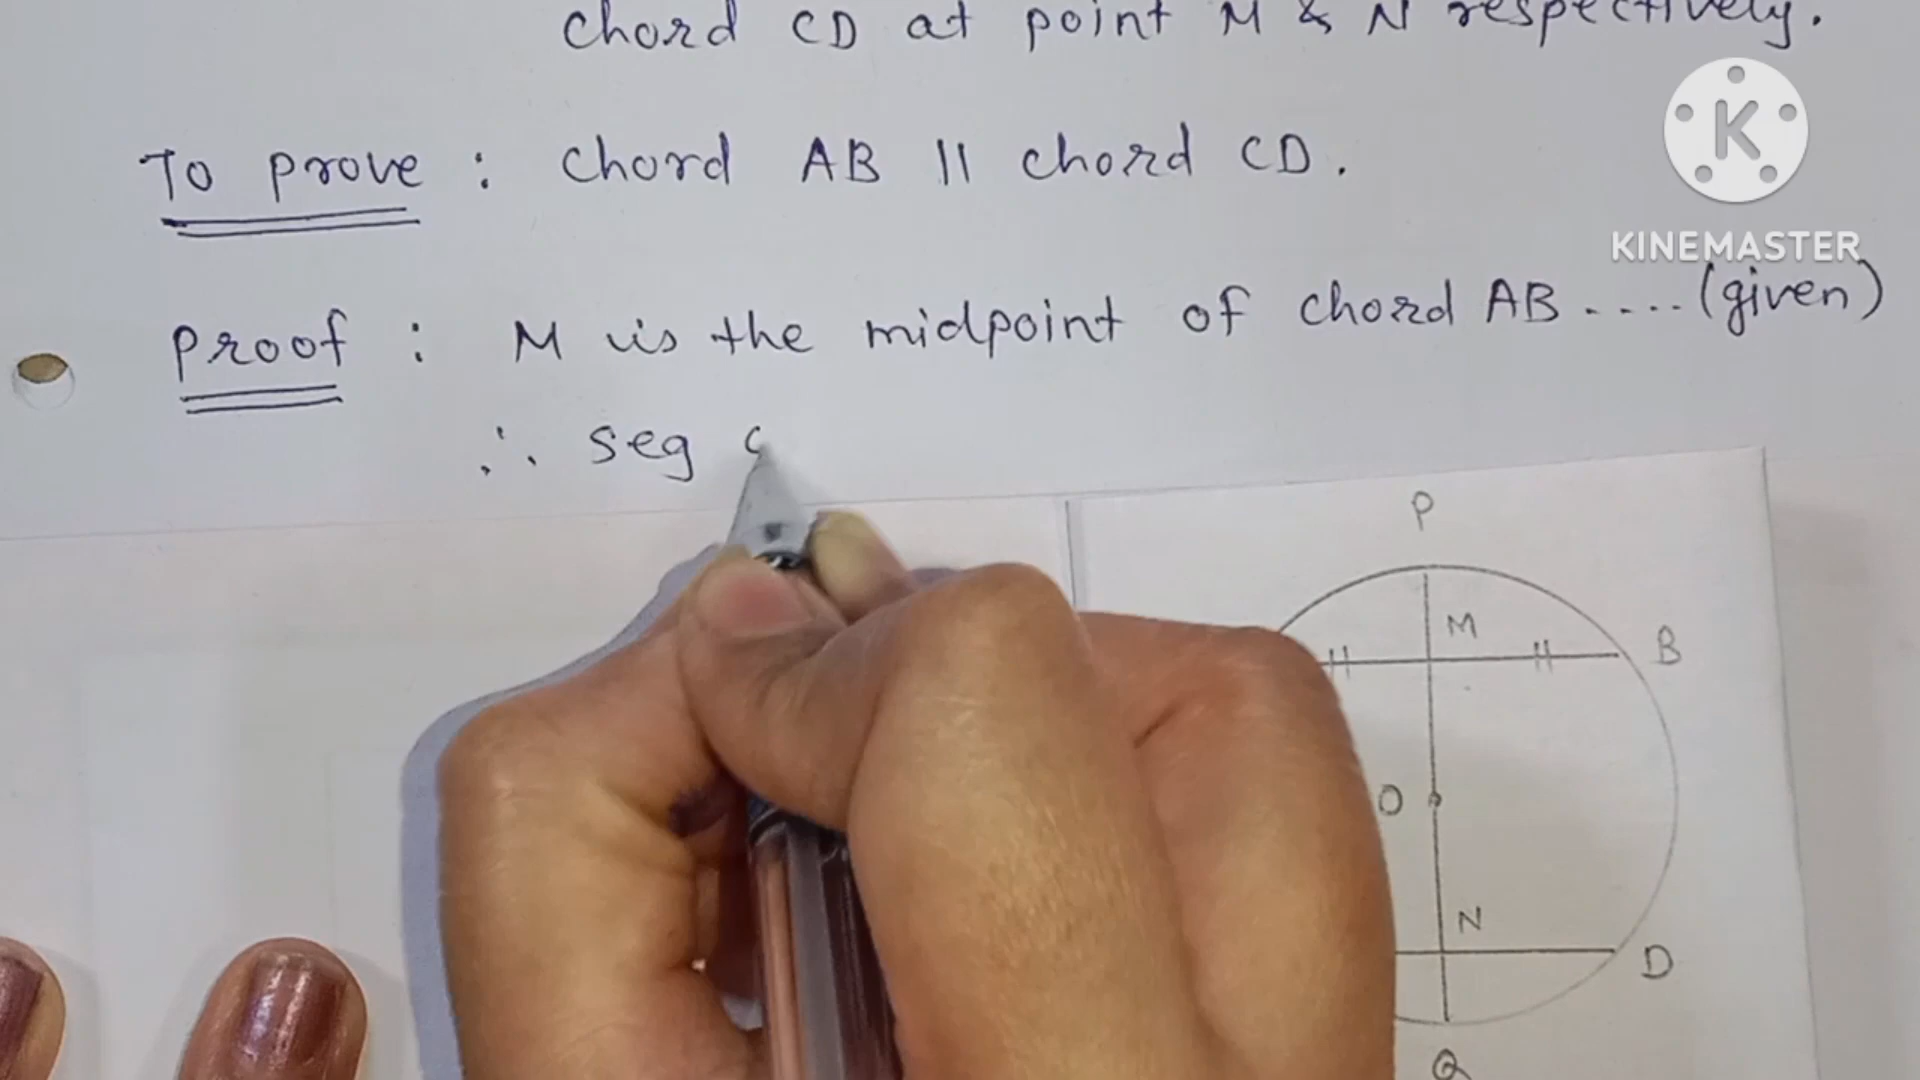 chord CD at point M & N respectively.
K
KINEMASTER
To prove : chord AB || chord CD.
Proof : M is the midpoint of chord AB ..... (given)
∴ seg
P
M
B
O
N
D
Q